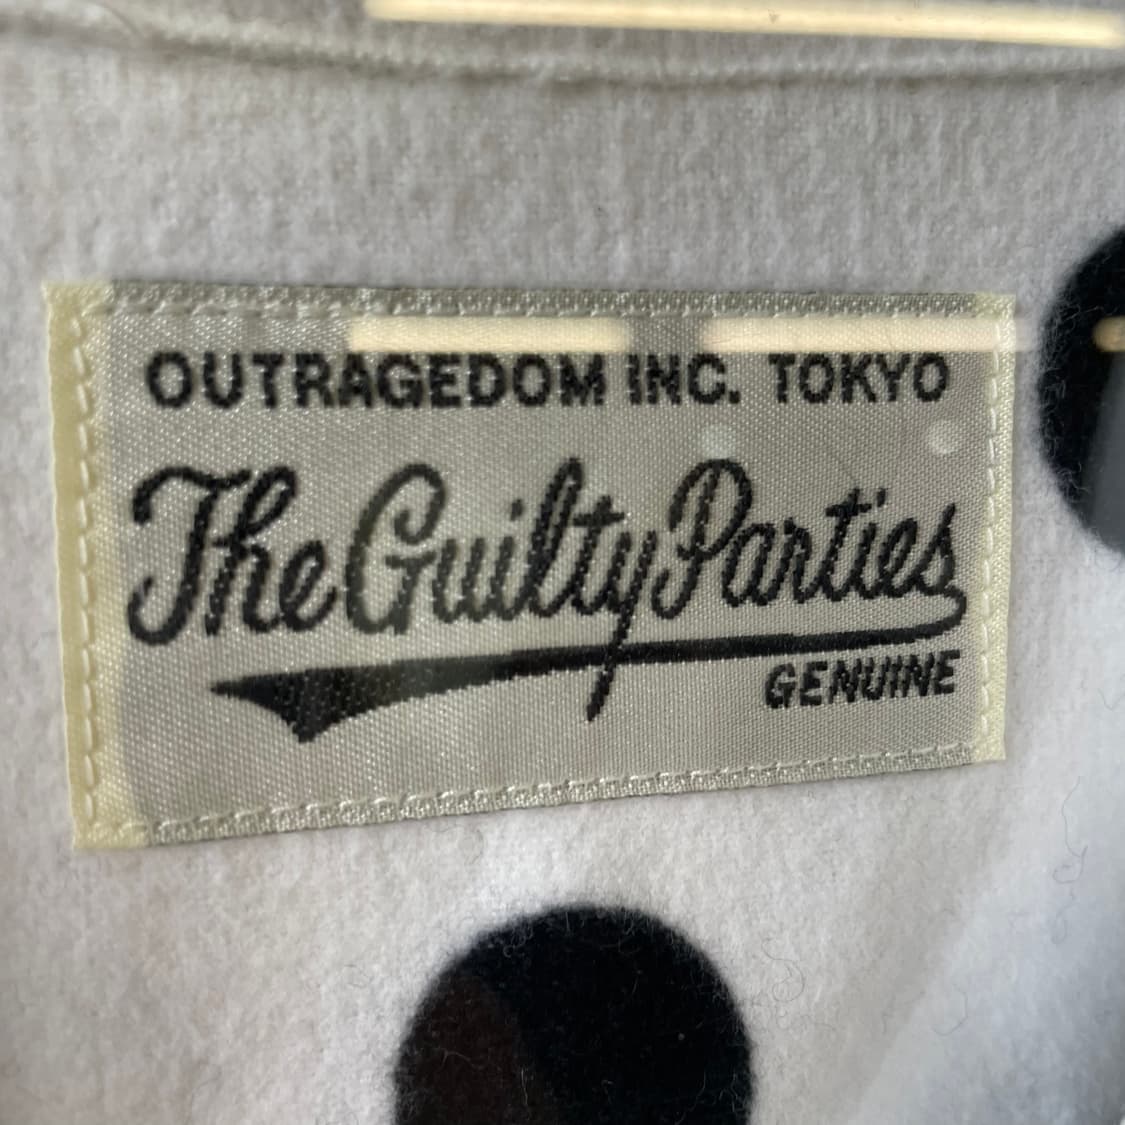 OUTRAGEDOM INC. TOKYO
The Guilty Parties
GENUINE